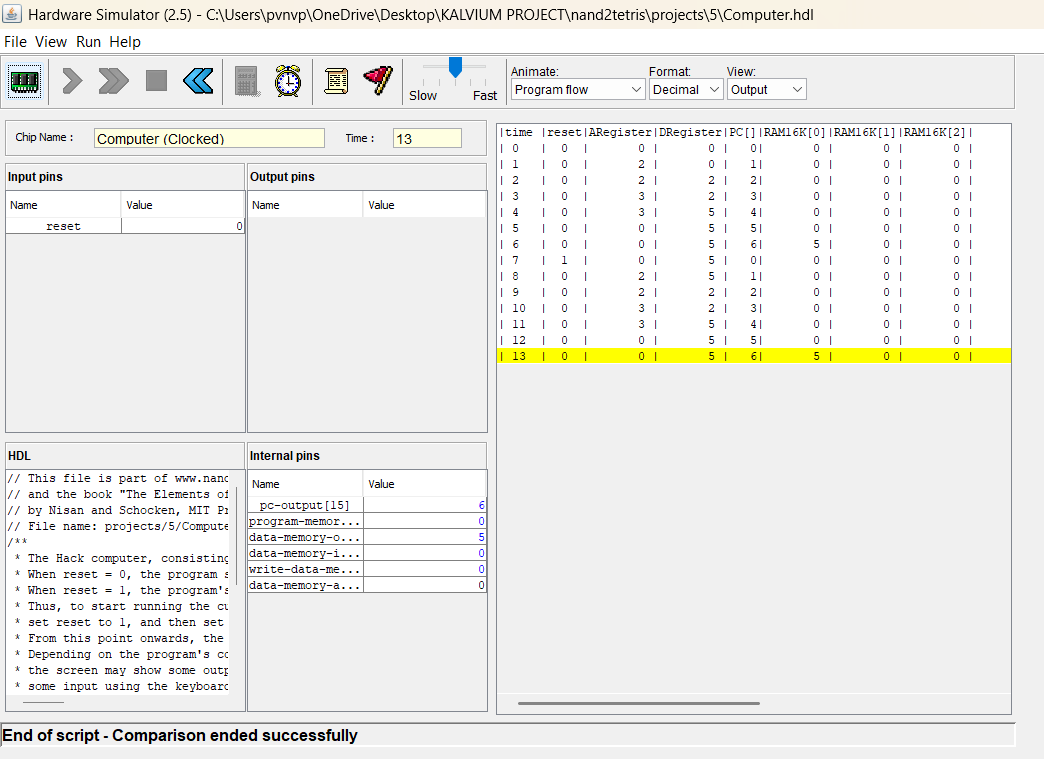 Hardware Simulator (2.5) - C:\Users\pvnvp\OneDrive\Desktop\KALVIUM PROJECT\nand2tetris\projects\5\Computer.hdl
File View Run Help
Slow Fast
Animate: Format: View:
Program flow Decimal Output
Chip Name : Computer (Clocked) Time : 13
Input pins
Name Value
reset 0
Output pins
Name Value
HDL
// This file is part of www.nand
// and the book "The Elements of
// by Nisan and Schocken, MIT Pr
// File name: projects/5/Compute
/**
* The Hack computer, consisting
* When reset = 0, the program s
* When reset = 1, the program's
* Thus, to start running the cu
* set reset to 1, and then set
* From this point onwards, the
* Depending on the program's co
* the screen may show some outp
* some input using the keyboard
Internal pins
Name Value
pc-output[15] 6
program-memor... 0
data-memory-o... 5
data-memory-i... 0
write-data-me... 0
data-memory-a... 0
|time |reset|ARegister|DRegister|PC[]|RAM16K[0]|RAM16K[1]|RAM16K[2]|
| 0 | 0 | 0 | 0 | 0| 0 | 0 | 0 |
| 1 | 0 | 2 | 0 | 1| 0 | 0 | 0 |
| 2 | 0 | 2 | 2 | 2| 0 | 0 | 0 |
| 3 | 0 | 3 | 2 | 3| 0 | 0 | 0 |
| 4 | 0 | 3 | 5 | 4| 0 | 0 | 0 |
| 5 | 0 | 0 | 5 | 5| 0 | 0 | 0 |
| 6 | 0 | 0 | 5 | 6| 5 | 0 | 0 |
| 7 | 1 | 0 | 5 | 0| 0 | 0 | 0 |
| 8 | 0 | 2 | 5 | 1| 0 | 0 | 0 |
| 9 | 0 | 2 | 2 | 2| 0 | 0 | 0 |
| 10 | 0 | 3 | 2 | 3| 0 | 0 | 0 |
| 11 | 0 | 3 | 5 | 4| 0 | 0 | 0 |
| 12 | 0 | 0 | 5 | 5| 0 | 0 | 0 |
| 13 | 0 | 0 | 5 | 6| 5 | 0 | 0 |
End of script - Comparison ended successfully